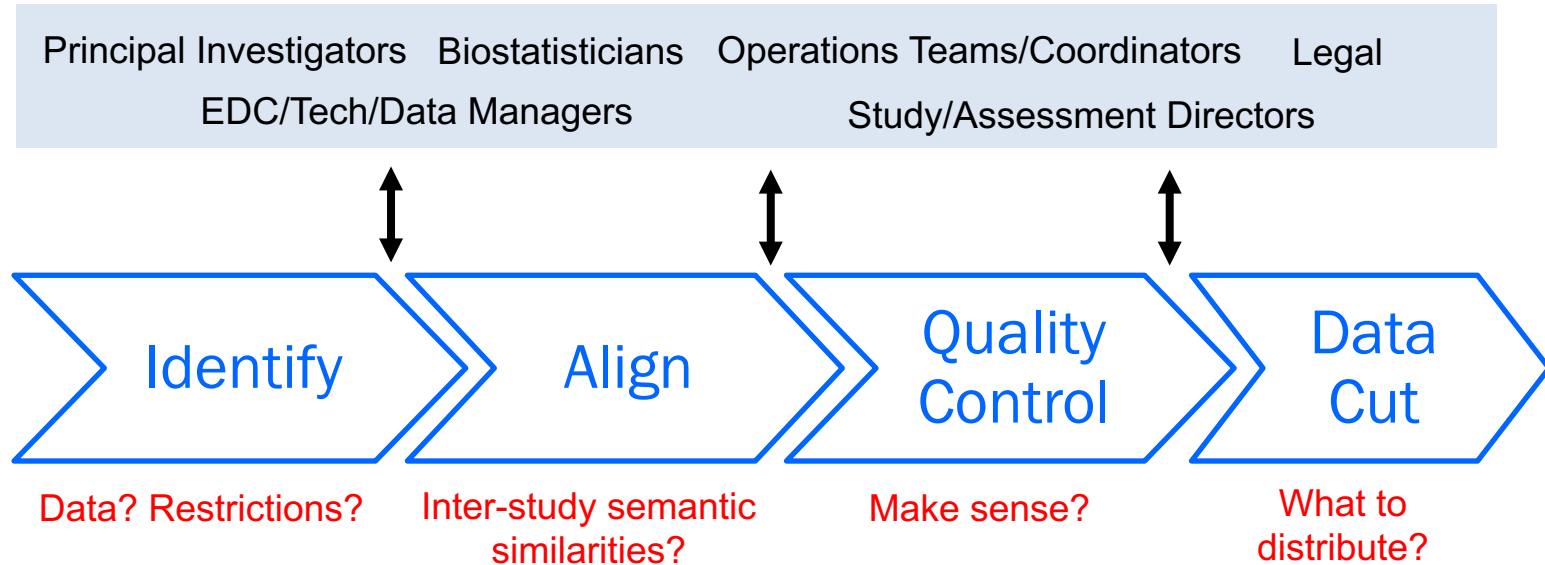 Principal Investigators Biostatisticians Operations Teams/Coordinators Legal
EDC/Tech/Data Managers Study/Assessment Directors
Identify
Align
Quality
Control
Data
Cut
Data? Restrictions?
Inter-study semantic
similarities?
Make sense?
What to
distribute?